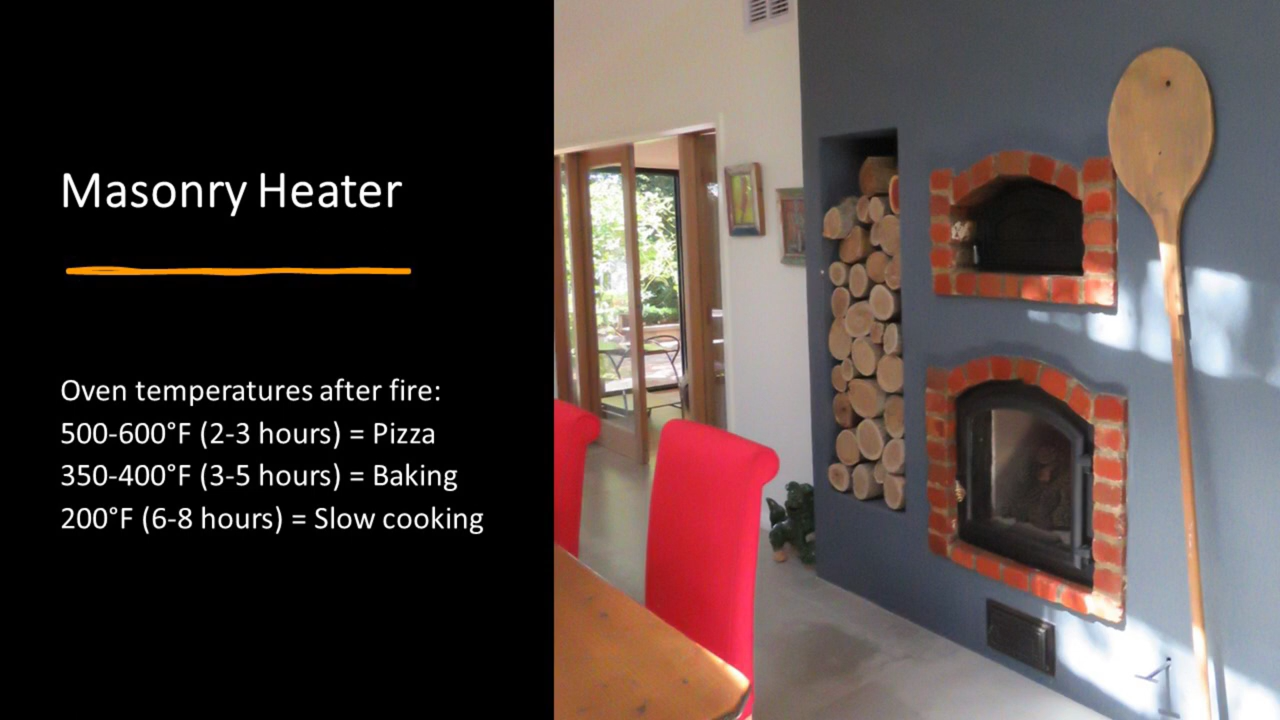 Masonry Heater
Oven temperatures after fire:
500-600°F (2-3 hours) = Pizza
350-400°F (3-5 hours) = Baking
200°F (6-8 hours) = Slow cooking